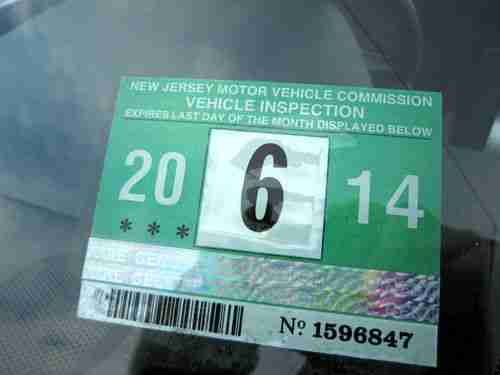 NEW JERSEY MOTOR VEHICLE COMMISSION
VEHICLE INSPECTION
EXPIRES LAST DAY OF THE MONTH DISPLAYED BELOW
20 6 14
***
No 1596847